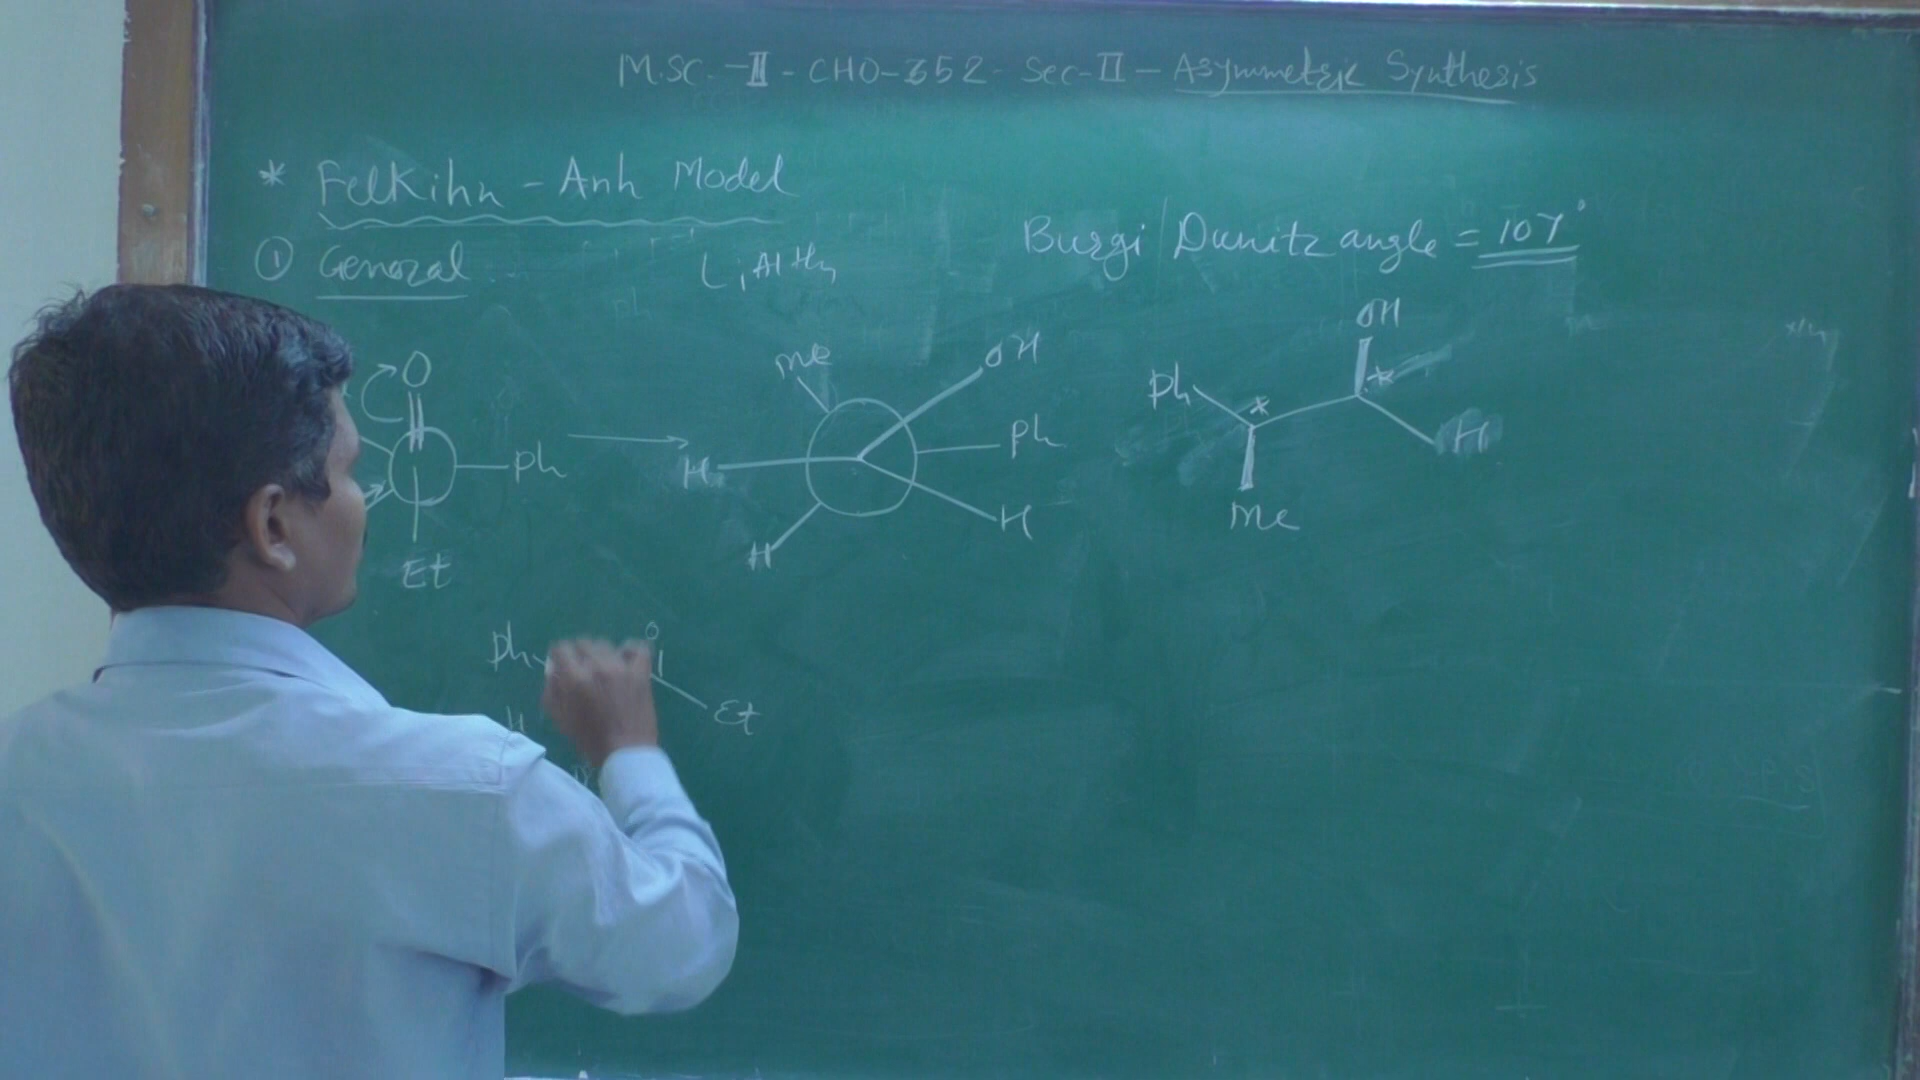 M.SC.-II-CHO-352-Sec-II-Asymmetric Synthesis
* Felkihn-Anh Model
Burgi/Dunitz angle = 107°
① General
LiAlH4
O
Ph
Et
Me
OH
Ph
H
H
H
OH
Ph
*
*
H
Me
Ph
O
H
Et